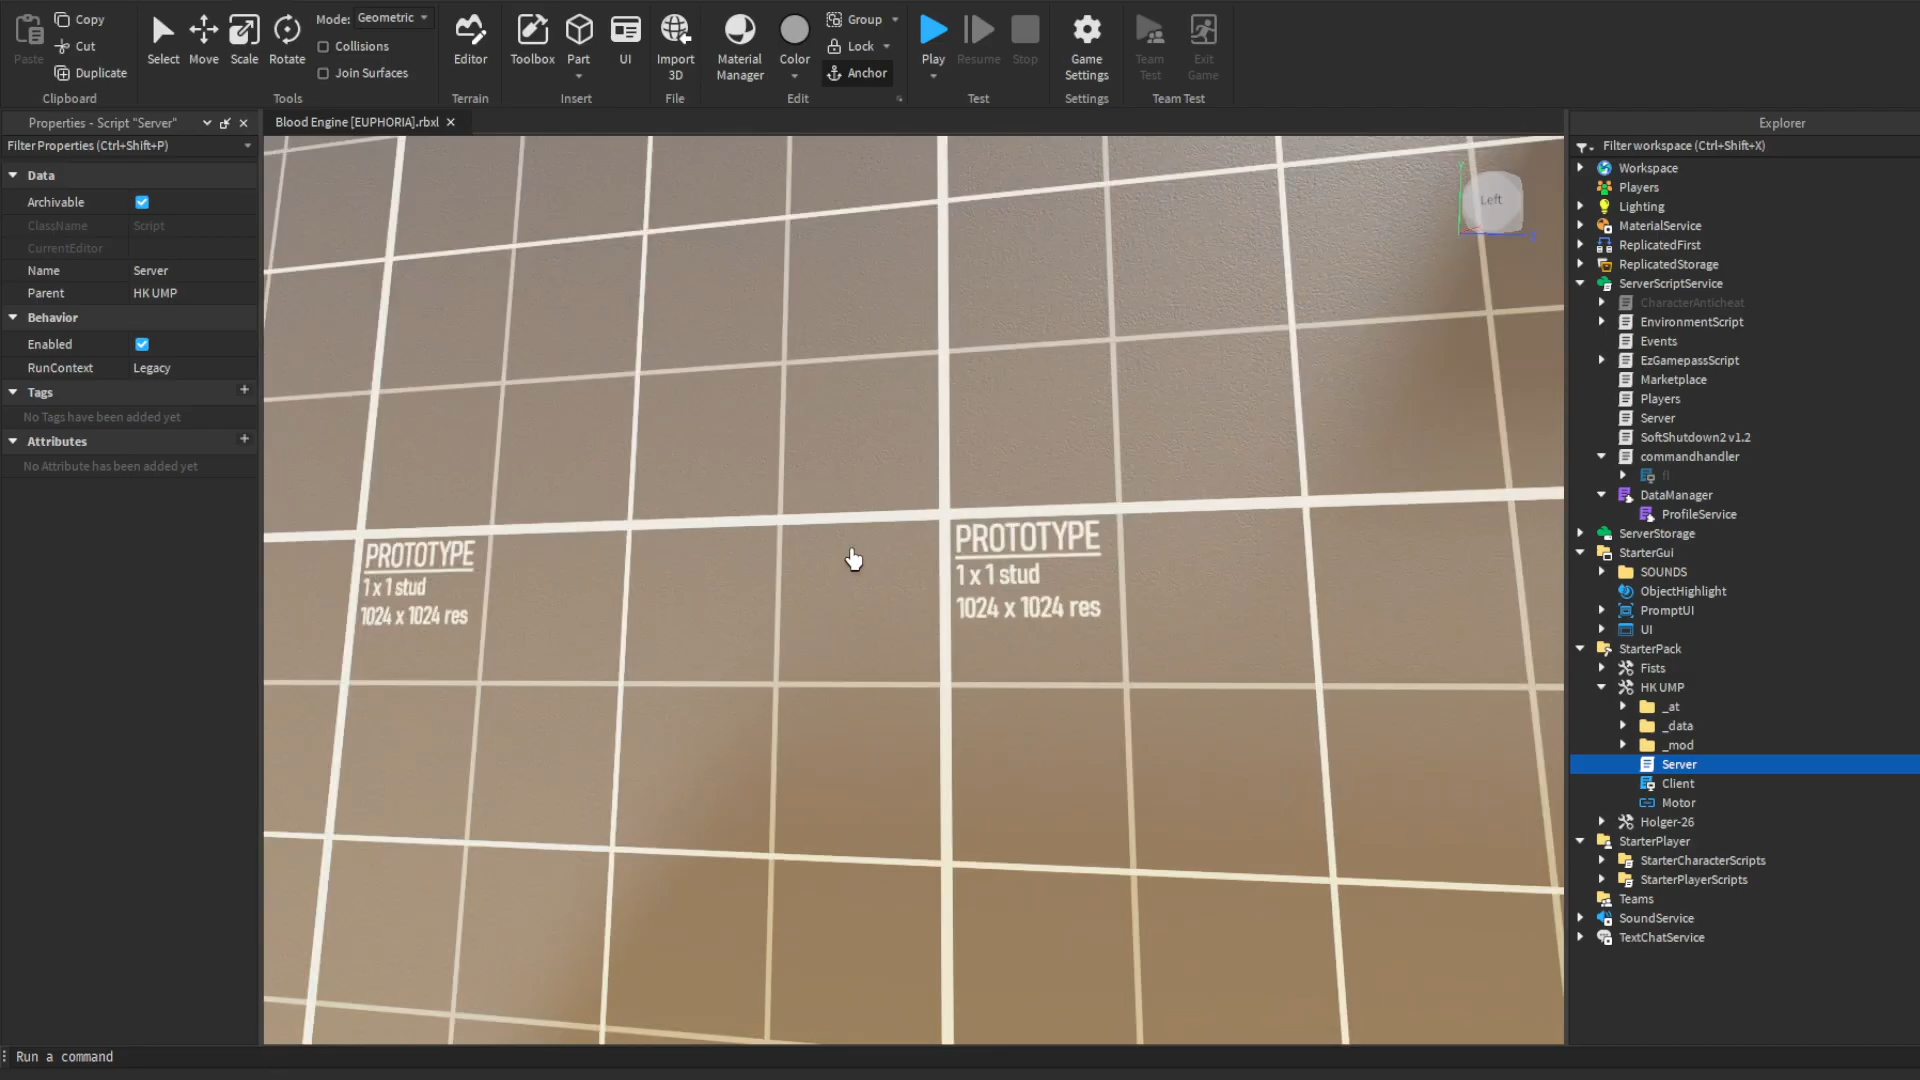 Paste
Copy
Cut
Duplicate
Clipboard
Select
Move
Scale
Rotate
Mode: Geometric
Collisions
Join Surfaces
Tools
Editor
Terrain
Toolbox
Part
UI
Insert
Import
3D
File
Material
Manager
Color
Group
Lock
Anchor
Edit
Play
Resume
Stop
Test
Game
Settings
Settings
Team
Test
Exit
Game
Team Test
Properties - Script "Server"
Filter Properties (Ctrl+Shift+P)
Data
Archivable
ClassName Script
CurrentEditor
Name Server
Parent HK UMP
Behavior
Enabled
RunContext Legacy
Tags
No Tags have been added yet
Attributes
No Attribute has been added yet
Blood Engine [EUPHORIA].rbxl
Left
PROTOTYPE
1 x 1 stud
1024 x 1024 res
PROTOTYPE
1 x 1 stud
1024 x 1024 res
Explorer
Filter workspace (Ctrl+Shift+X)
Workspace
Players
Lighting
MaterialService
ReplicatedFirst
ReplicatedStorage
ServerScriptService
CharacterAnticheat
EnvironmentScript
Events
EzGamepassScript
Marketplace
Players
Server
SoftShutdown2 v1.2
commandhandler
fl
DataManager
ProfileService
ServerStorage
StarterGui
SOUNDS
ObjectHighlight
PromptUI
UI
StarterPack
Fists
HK UMP
_at
_data
_mod
Server
Client
Motor
Holger-26
StarterPlayer
StarterCharacterScripts
StarterPlayerScripts
Teams
SoundService
TextChatService
Run a command